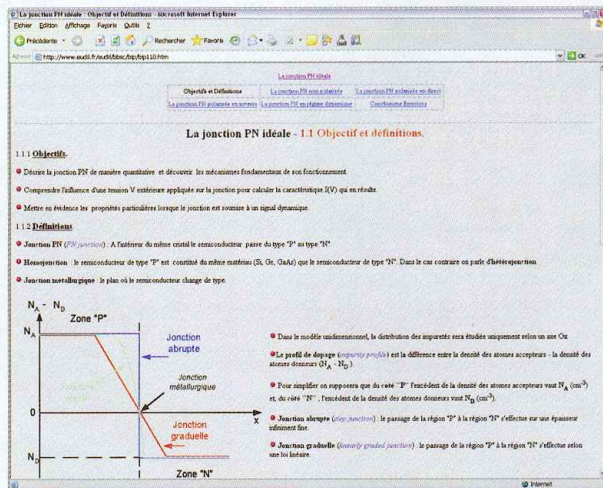 La jonction PN idéale : Objectif et Définitions - Microsoft Internet Explorer
Fichier Edition Affichage Favoris Outils ?
Précédente Rechercher Favoris
Adresse http://www.eudil.fr/eudil/bbsc/bip/bip110.htm OK
La jonction PN idéale
Objectifs et Définitions La jonction PN non polarisée La jonction PN polarisée en direct
La jonction PN polarisée en inverse La jonction PN en régime dynamique Conclusions Exercices
La jonction PN idéale - 1.1 Objectif et définitions.
1.1.1 Objectifs.
Décrire la jonction PN de manière quantitative et découvrir les mécanismes fondamentaux de son fonctionnement.
Comprendre l'influence d'une tension V extérieure appliquée sur la jonction pour calculer la caractéristique I(V) qui en résulte.
Mettre en évidence les propriétés particulières lorsque le jonction est soumise à un signal dynamique.
1.1.2 Définitions.
Jonction PN (PN junction) : A l'intérieur du même cristal le semiconducteur passe du type "P" au type "N".
Homojonction : le semiconducteur de type "P" est constitué du même matériau (Si, Ge, GaAs) que le semiconducteur de type "N". Dans le cas contraire on parle d'hétérojonction.
Jonction métallurgique : le plan où le semiconducteur change de type.
NA - ND
Zone "P"
NA
Jonction
abrupte
Jonction
métallurgique
0
x
Jonction
graduelle
ND
Zone "N"
Dans le modèle unidimensionnel, la distribution des impuretés sera étudiée uniquement selon un axe Ox.
Le profil de dopage (impurity profile) est la différence entre la densité des atomes accepteurs - la densité des
atomes donneurs (NA - ND).
Pour simplifier on supposera que du coté "P" l'excédent de la densité des atomes accepteurs vaut NA (cm-3)
et, du côté "N", l'excédent de la densité des atomes donneurs vaut ND (cm-3).
Jonction abrupte (step junction) : le passage de la région "P" à la région "N" s'effectue sur une épaisseur
infiniment fine.
Jonction graduelle (linearly graded junction) : le passage de la région "P" à la région "N" s'effectue selon
une loi linéaire.
Internet